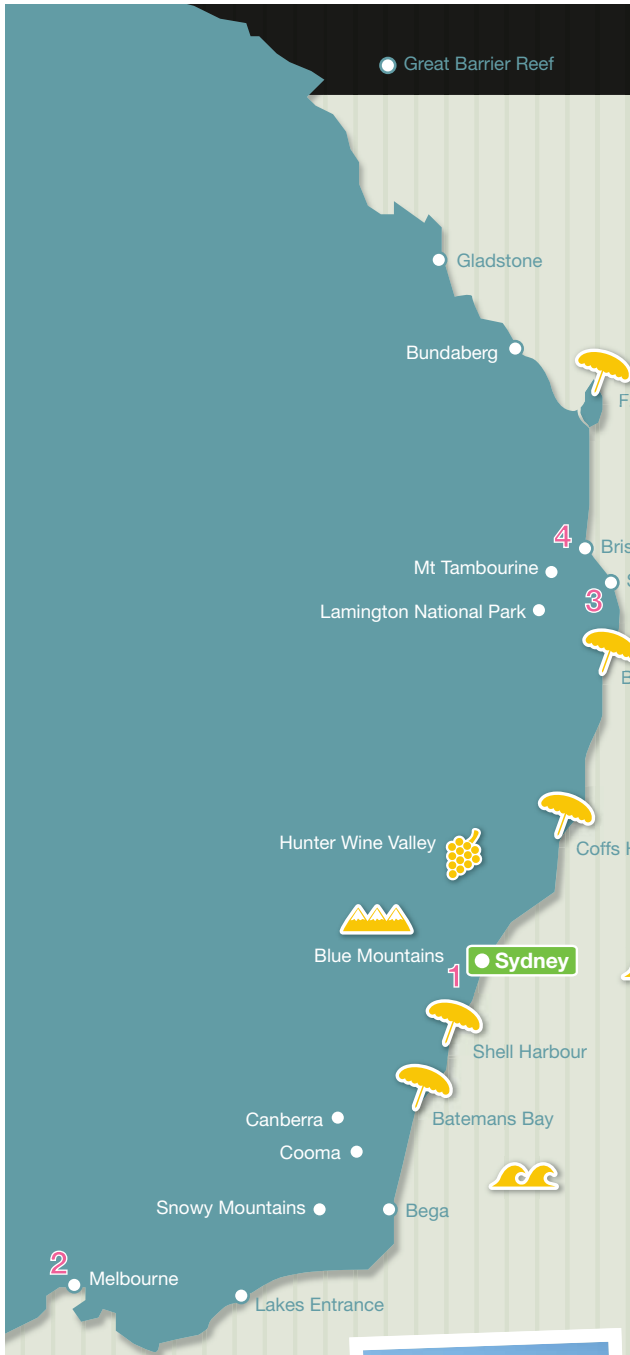 Great Barrier Reef
Gladstone
Bundaberg
4
Mt Tambourine
3
Lamington National Park
Hunter Wine Valley
Coffs
Blue Mountains
1
Sydney
Shell Harbour
Batemans Bay
Canberra
Cooma
Snowy Mountains
Bega
2
Melbourne
Lakes Entrance